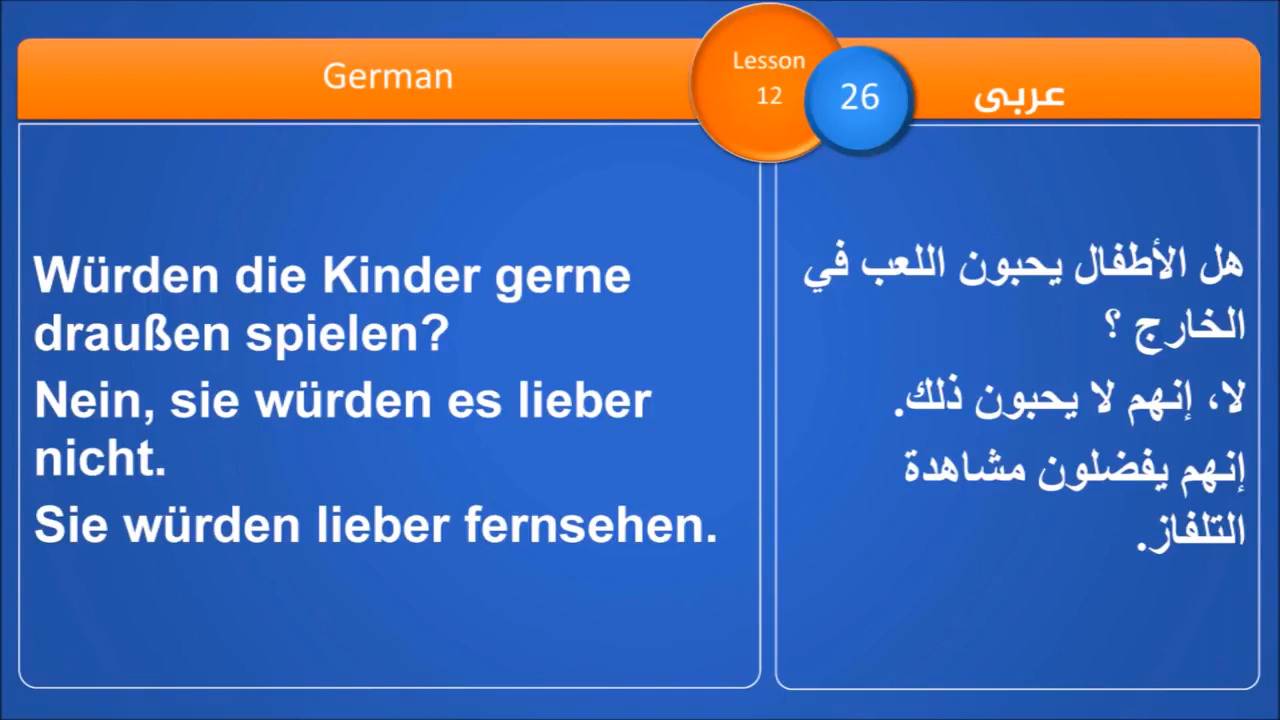 German
Lesson
12
26
عربى
Würden die Kinder gerne
draußen spielen?
Nein, sie würden es lieber
nicht.
Sie würden lieber fernsehen.
هل الأطفال يحبون اللعب في
الخارج ؟
لا، إنهم لا يحبون ذلك.
إنهم يفضلون مشاهدة
التلفاز.